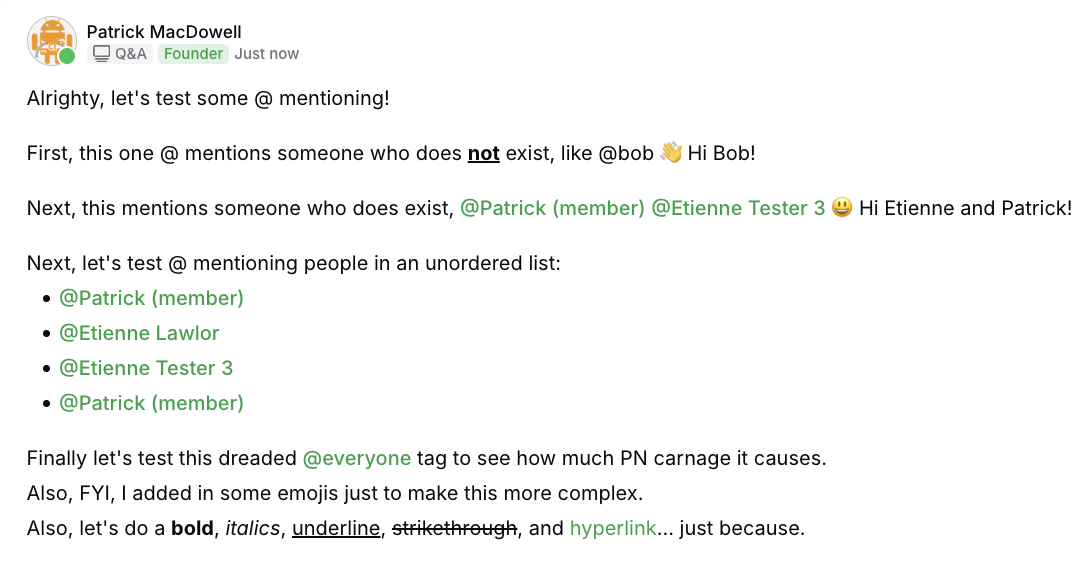 Patrick MacDowell
Q&A Founder Just now
Alrighty, let's test some @ mentioning!
First, this one @ mentions someone who does not exist, like @bob 👋 Hi Bob!
Next, this mentions someone who does exist, @Patrick (member) @Etienne Tester 3 😃 Hi Etienne and Patrick!
Next, let's test @ mentioning people in an unordered list:
• @Patrick (member)
• @Etienne Lawlor
• @Etienne Tester 3
• @Patrick (member)
Finally let's test this dreaded @everyone tag to see how much PN carnage it causes.
Also, FYI, I added in some emojis just to make this more complex.
Also, let's do a bold, italics, underline, strikethrough, and hyperlink... just because.